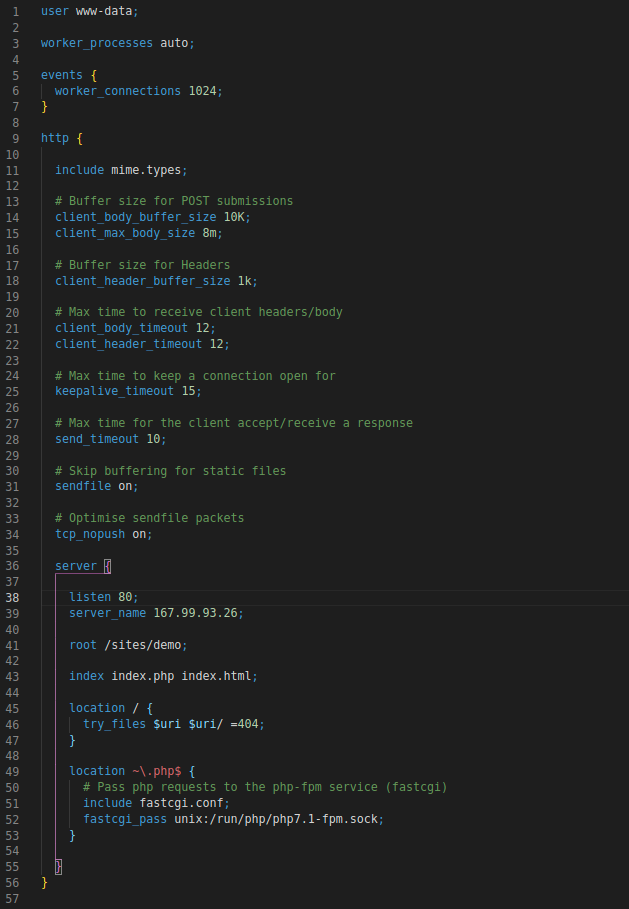 1 user www-data;
2
3 worker_processes auto;
4
5 events {
6   worker_connections 1024;
7 }
8
9 http {
10
11   include mime.types;
12
13   # Buffer size for POST submissions
14   client_body_buffer_size 10K;
15   client_max_body_size 8m;
16
17   # Buffer size for Headers
18   client_header_buffer_size 1k;
19
20   # Max time to receive client headers/body
21   client_body_timeout 12;
22   client_header_timeout 12;
23
24   # Max time to keep a connection open for
25   keepalive_timeout 15;
26
27   # Max time for the client accept/receive a response
28   send_timeout 10;
29
30   # Skip buffering for static files
31   sendfile on;
32
33   # Optimise sendfile packets
34   tcp_nopush on;
35
36   server {
37
38     listen 80;
39     server_name 167.99.93.26;
40
41     root /sites/demo;
42
43     index index.php index.html;
44
45     location / {
46       try_files $uri $uri/ =404;
47     }
48
49     location ~\.php$ {
50       # Pass php requests to the php-fpm service (fastcgi)
51       include fastcgi.conf;
52       fastcgi_pass unix:/run/php/php7.1-fpm.sock;
53     }
54
55   }
56 }
57